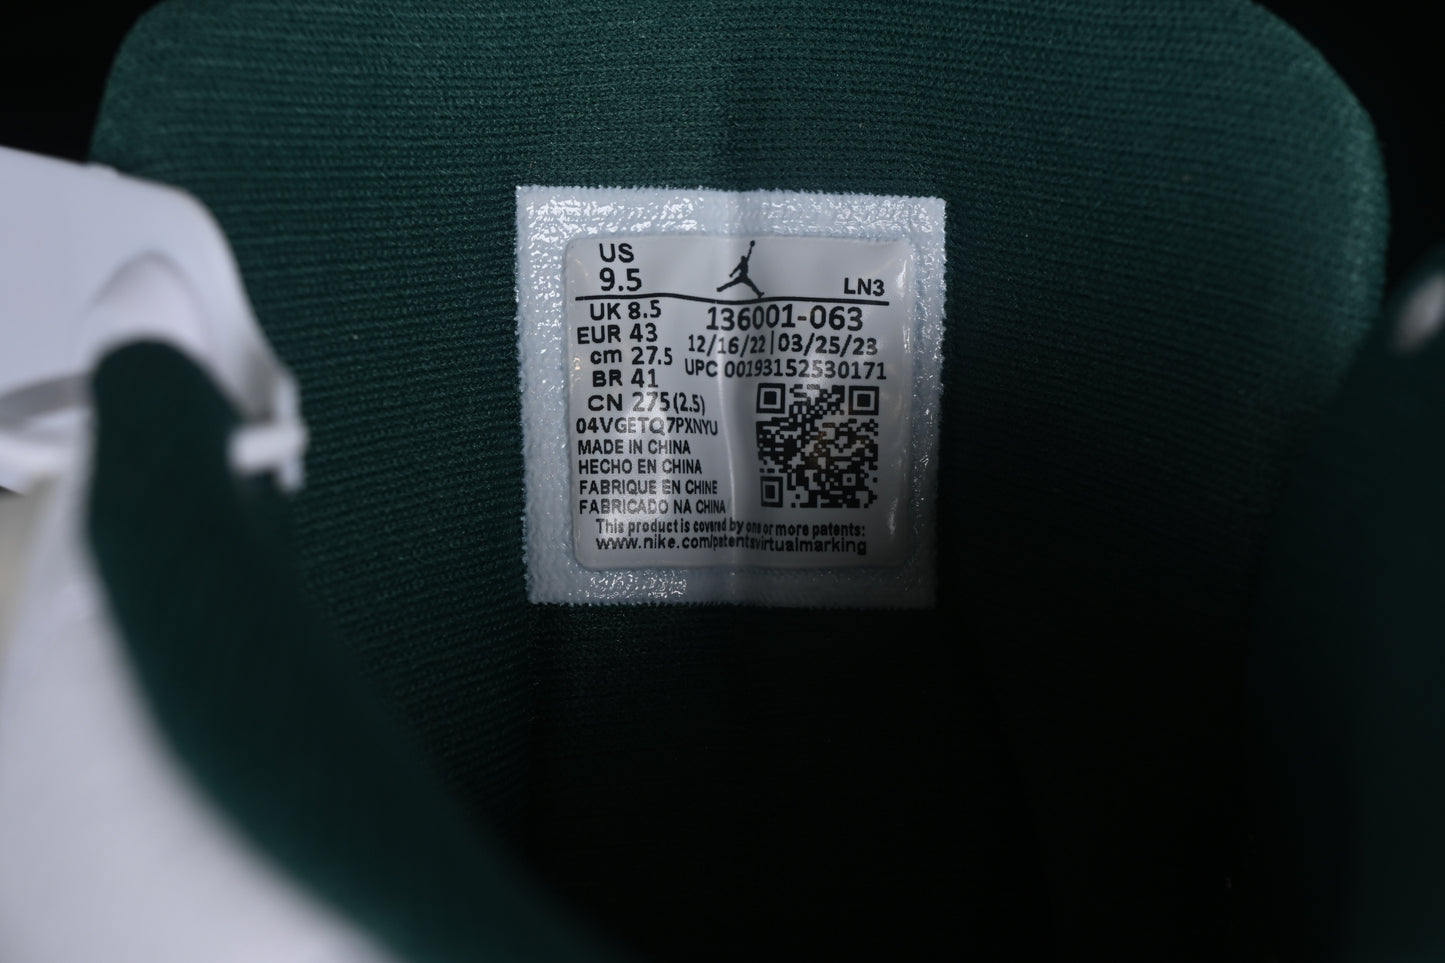 US
9.5
LN3
UK 8.5
EUR 43
cm 27.5
BR 41
CN 275(2.5)
136001-063
12/16/22|03/25/23
UPC 00193152530171
04VGETQ7PXNYU
MADE IN CHINA
HECHO EN CHINA
FABRIQUE EN CHINE
FABRICADO NA CHINA
This product is covered by one or more patents:
www.nike.com/patentsvirtualmarking